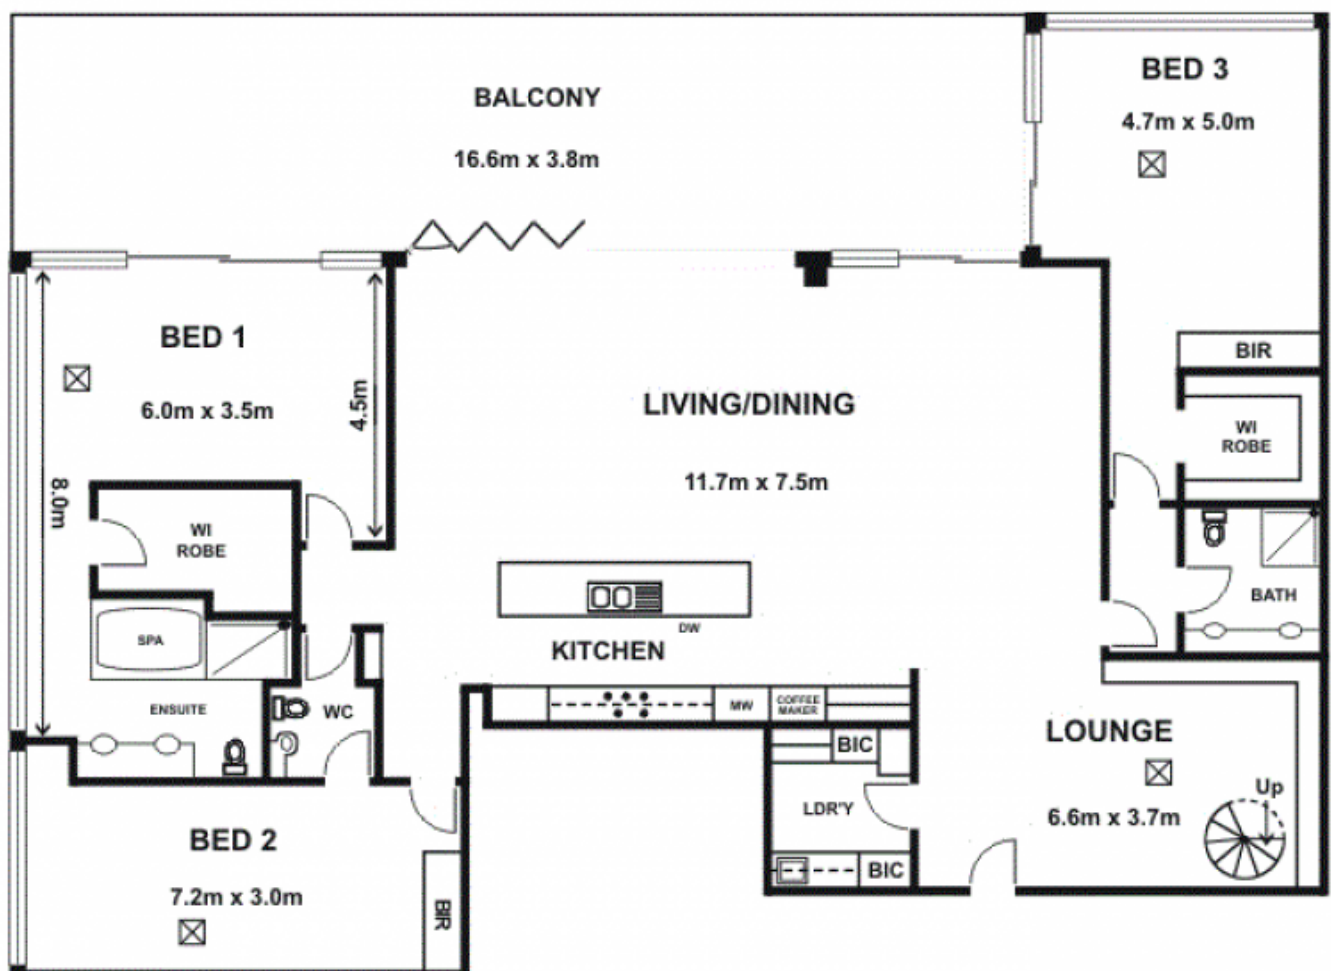 BALCONY
16.6m x 3.8m
BED 3
4.7m x 5.0m
BIR
WI
ROBE
BATH
BED 1
6.0m x 3.5m
4.5m
8.0m
WI
ROBE
SPA
ENSUITE
WC
LIVING/DINING
11.7m x 7.5m
DW
KITCHEN
MW
COFFEE
MAKER
BIC
LDR'Y
BIC
LOUNGE
6.6m x 3.7m
Up
BED 2
7.2m x 3.0m
BIR